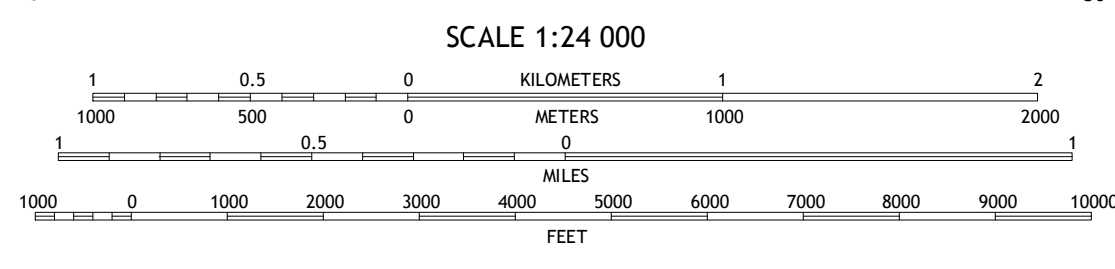 SCALE 1:24 000
1 0.5 0 KILOMETERS 1 2
1000 500 0 METERS 1000 2000
1 0.5 0 1
MILES
1000 0 1000 2000 3000 4000 5000 6000 7000 8000 9000 10000
FEET